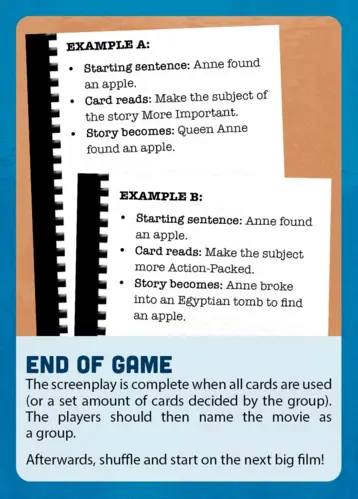 EXAMPLE A:
• Starting sentence: Anne found
an apple.
• Card reads: Make the subject of
the story More Important.
• Story becomes: Queen Anne
found an apple.
EXAMPLE B:
• Starting sentence: Anne found
an apple.
• Card reads: Make the subject
more Action-Packed.
• Story becomes: Anne broke
into an Egyptian tomb to find
an apple.
END OF GAME
The screenplay is complete when all cards are used
(or a set amount of cards decided by the group).
The players should then name the movie as
a group.
Afterwards, shuffle and start on the next big film!